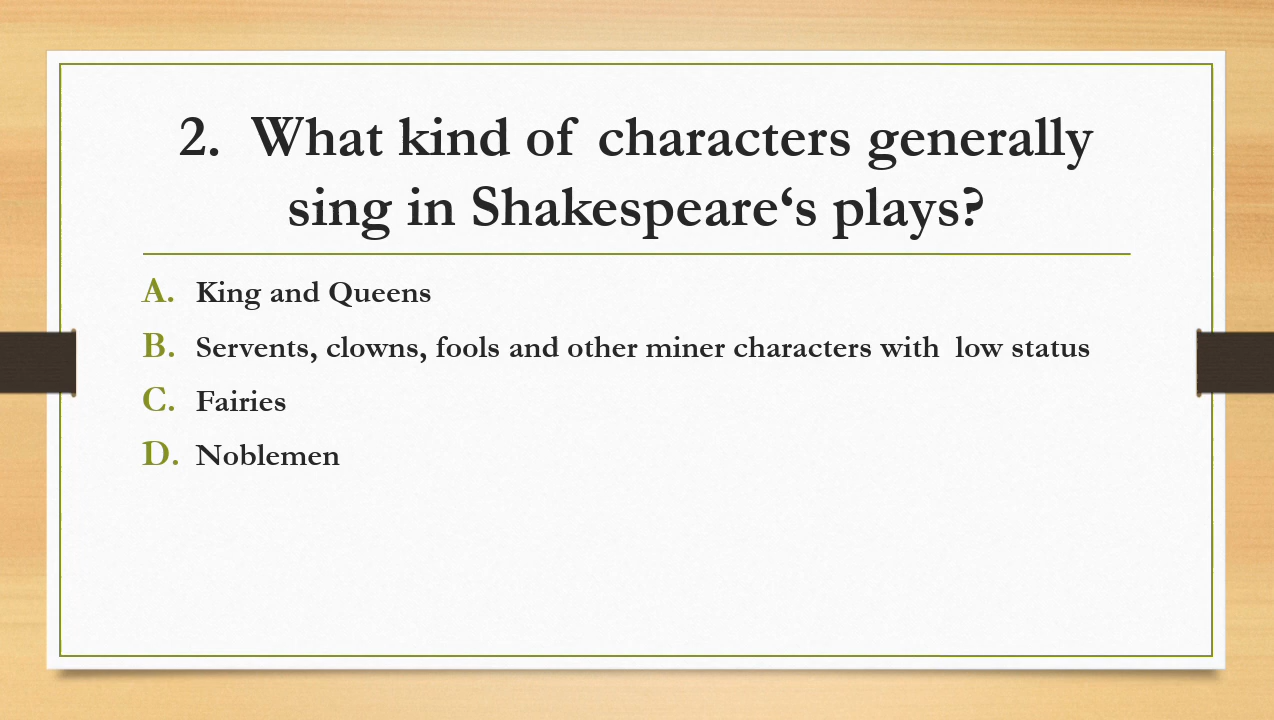 2. What kind of characters generally
sing in Shakespeare‘s plays?
A. King and Queens
B. Servents, clowns, fools and other miner characters with low status
C. Fairies
D. Noblemen